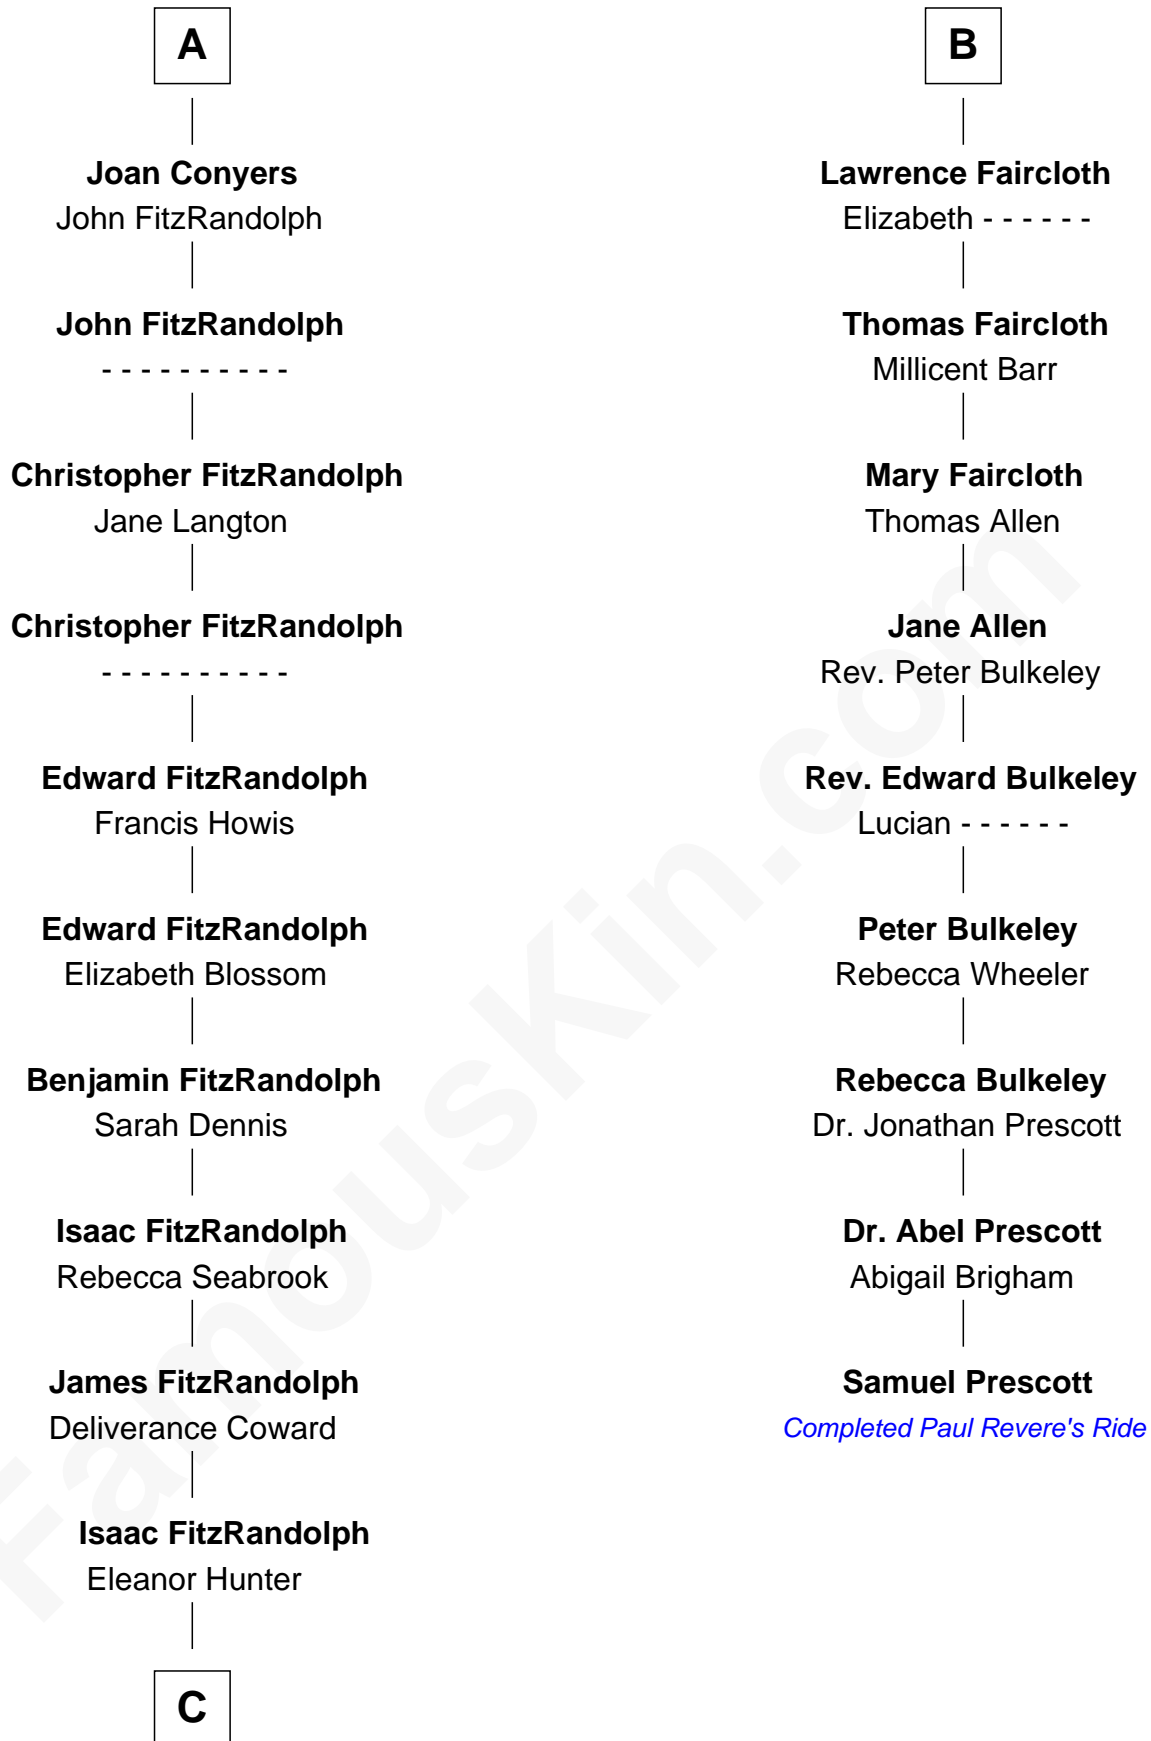 A
Joan Conyers
John FitzRandolph
John FitzRandolph
- - - - - - - - - -
Christopher FitzRandolph
Jane Langton
Christopher FitzRandolph
- - - - - - - - - -
Edward FitzRandolph
Francis Howis
Edward FitzRandolph
Elizabeth Blossom
Benjamin FitzRandolph
Sarah Dennis
Isaac FitzRandolph
Rebecca Seabrook
James FitzRandolph
Deliverance Coward
Isaac FitzRandolph
Eleanor Hunter
C
B
Lawrence Faircloth
Elizabeth - - - - - -
Thomas Faircloth
Millicent Barr
Mary Faircloth
Thomas Allen
Jane Allen
Rev. Peter Bulkeley
Rev. Edward Bulkeley
Lucian - - - - - -
Peter Bulkeley
Rebecca Wheeler
Rebecca Bulkeley
Dr. Jonathan Prescott
Dr. Abel Prescott
Abigail Brigham
Samuel Prescott
Completed Paul Revere's Ride
FamousKin.com